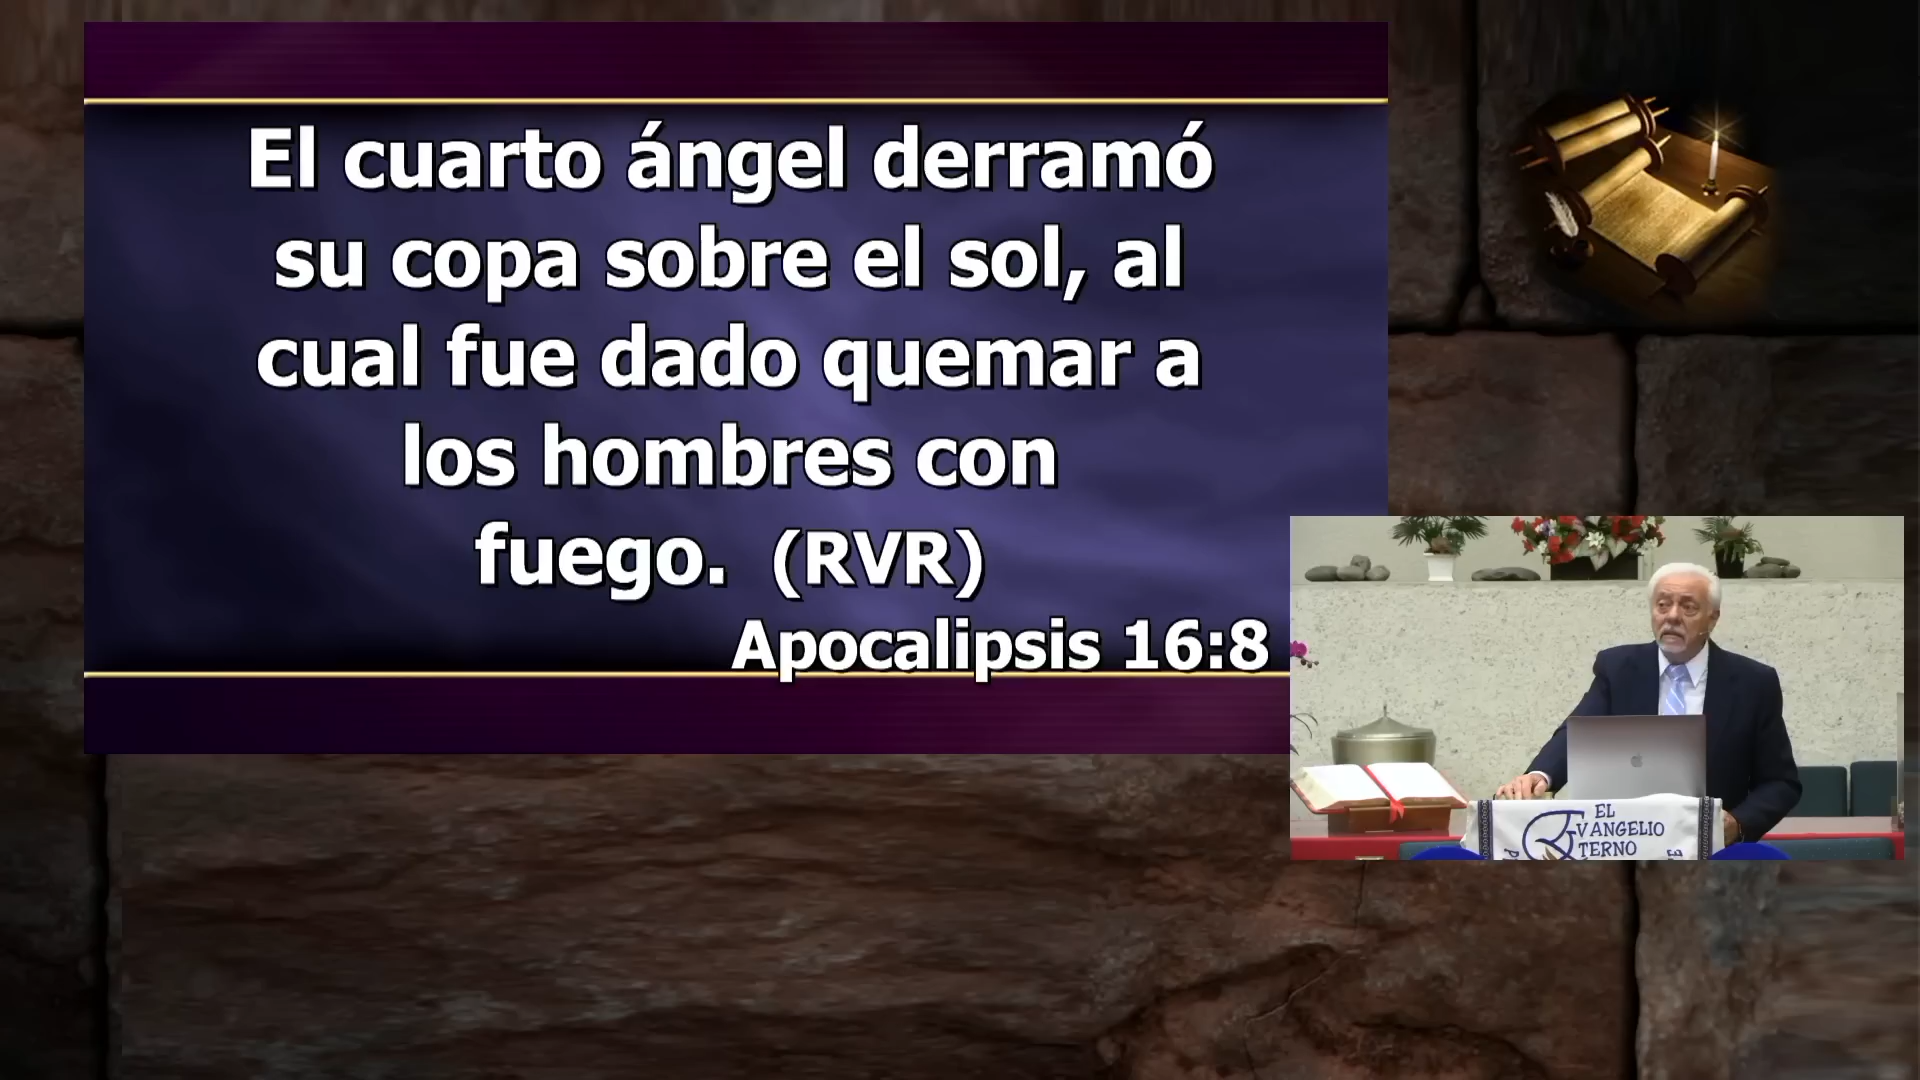 El cuarto ángel derramó
su copa sobre el sol, al
cual fue dado quemar a
los hombres con
fuego. (RVR)
Apocalipsis 16:8
EL
VANGELIO
TERNO